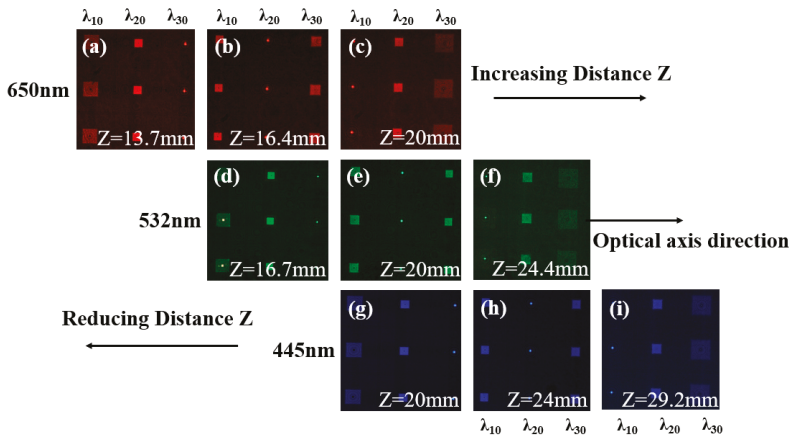 λ₁₀ λ₂₀ λ₃₀ λ₁₀ λ₂₀ λ₃₀ λ₁₀ λ₂₀ λ₃₀
(a) (b) (c)
650nm
Increasing Distance Z
Z=13.7mm Z=16.4mm Z=20mm
(d) (e) (f)
532nm
Optical axis direction
Z=16.7mm Z=20mm Z=24.4mm
(g) (h) (i)
Reducing Distance Z
445nm
Z=20mm Z=24mm Z=29.2mm
λ₁₀ λ₂₀ λ₃₀ λ₁₀ λ₂₀ λ₃₀